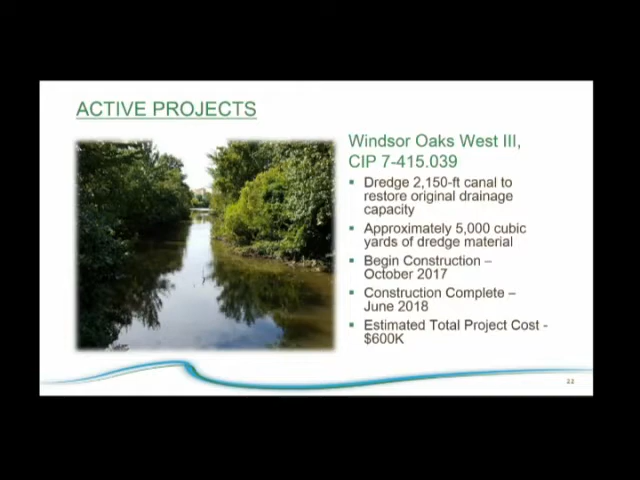 ACTIVE PROJECTS
Windsor Oaks West III,
CIP 7-415.039
▪ Dredge 2,150-ft canal to
restore original drainage
capacity
▪ Approximately 5,000 cubic
yards of dredge material
▪ Begin Construction –
October 2017
▪ Construction Complete –
June 2018
▪ Estimated Total Project Cost -
$600K
22